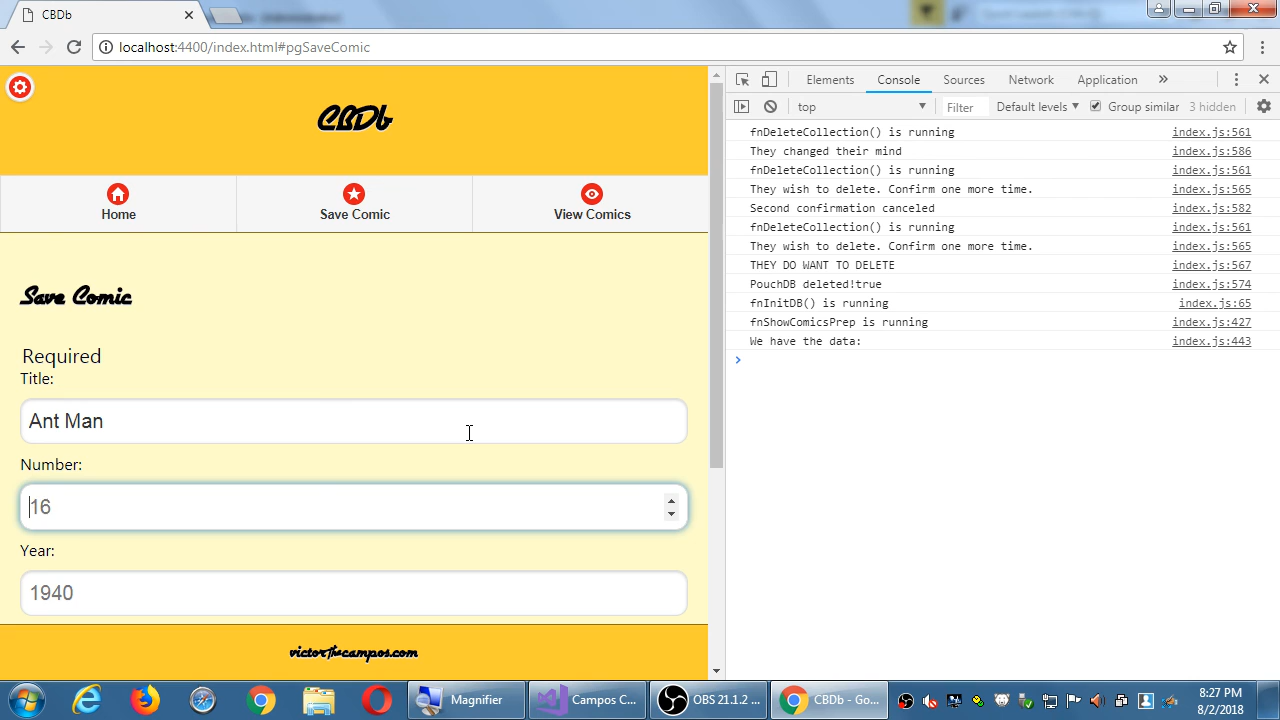 CBDb
localhost:4400/index.html#pgSaveComic
CBDb
Home
Save Comic
View Comics
Save Comic
Required
Title:
Ant Man
Number:
16
Year:
1940
victorthecampos.com
Elements
Console
Sources
Network
Application
top
Filter
Default levels
Group similar
3 hidden
fnDeleteCollection() is running index.js:561
They changed their mind index.js:586
fnDeleteCollection() is running index.js:561
They wish to delete. Confirm one more time. index.js:565
Second confirmation canceled index.js:582
fnDeleteCollection() is running index.js:561
They wish to delete. Confirm one more time. index.js:565
THEY DO WANT TO DELETE index.js:567
PouchDB deleted!true index.js:574
fnInitDB() is running index.js:65
fnShowComicsPrep is running index.js:427
We have the data: index.js:443
Magnifier
Campos C...
OBS 21.1.2 ...
CBDb - Go...
8:27 PM
8/2/2018